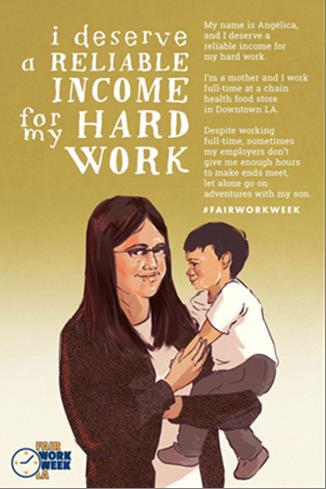 i deserve
a RELIABLE
INCOME
for my HARD
WORK
My name is Angélica,
and I deserve a
reliable income for
my hard work.
I'm a mother and I work
full-time at a chain
health food store
in Downtown LA.
Despite working
full-time, sometimes
my employers don't
give me enough hours
to make ends meet,
let alone go on
adventures with my son.
#FAIRWORKWEEK
FAIR
WORK
WEEK
LA